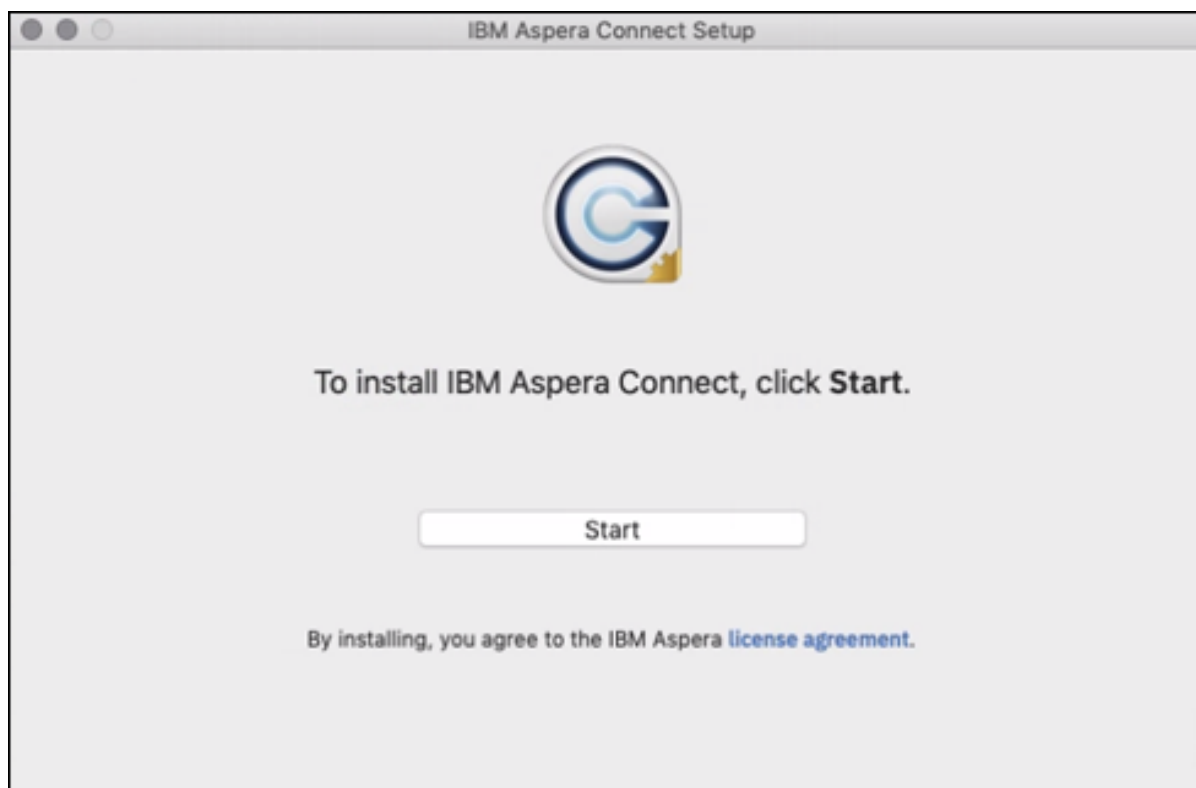 IBM Aspera Connect Setup
To install IBM Aspera Connect, click Start.
Start
By installing, you agree to the IBM Aspera license agreement.